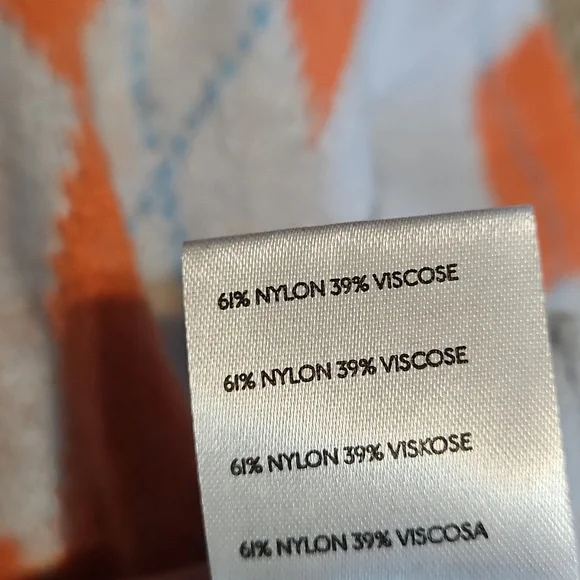 61% NYLON 39% VISCOSE
61% NYLON 39% VISCOSE
61% NYLON 39% VISKOSE
61% NYLON 39% VISCOSA